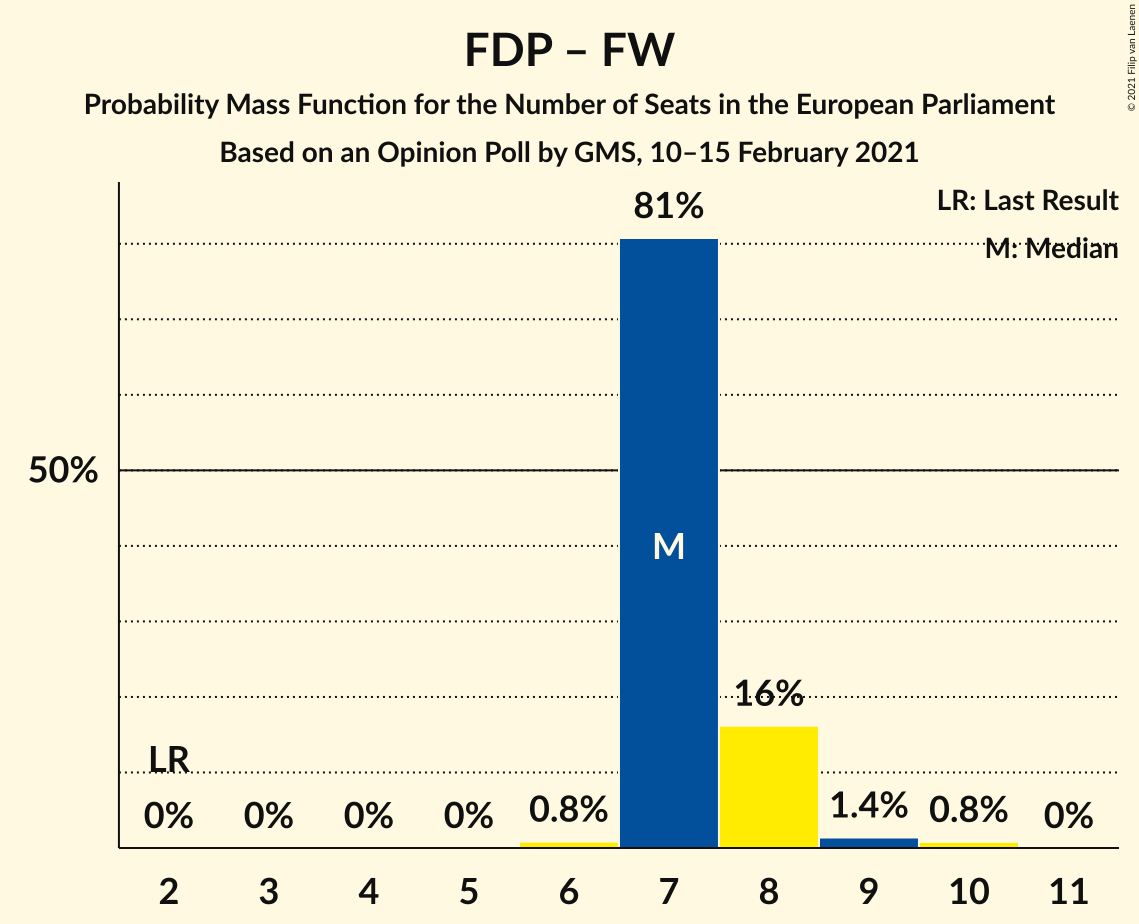 FDP – FW
Probability Mass Function for the Number of Seats in the European Parliament
Based on an Opinion Poll by GMS, 10–15 February 2021
© 2021 Filip van Laenen
LR: Last Result
M: Median
81%
50%
M
16%
LR
0% 0% 0% 0% 0.8% 1.4% 0.8% 0%
2 3 4 5 6 7 8 9 10 11